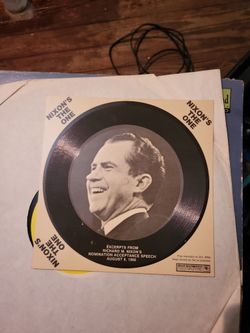 NIXON'S
THE ONE
NIXON'S
THE ONE
EXCERPTS FROM
RICHARD M. NIXON'S
NOMINATION ACCEPTANCE SPEECH
AUGUST 8, 1968
NIXON'S
THE
ONE